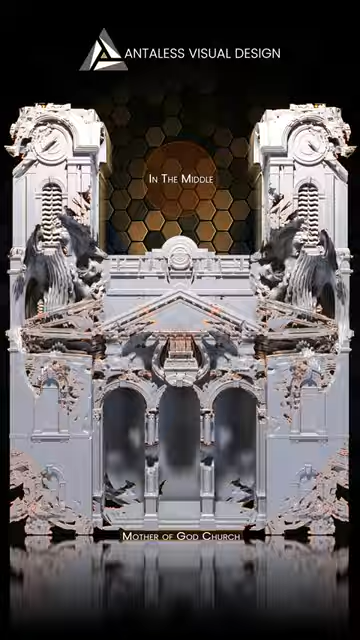 ANTALESS VISUAL DESIGN
IN THE MIDDLE
MOTHER OF GOD CHURCH